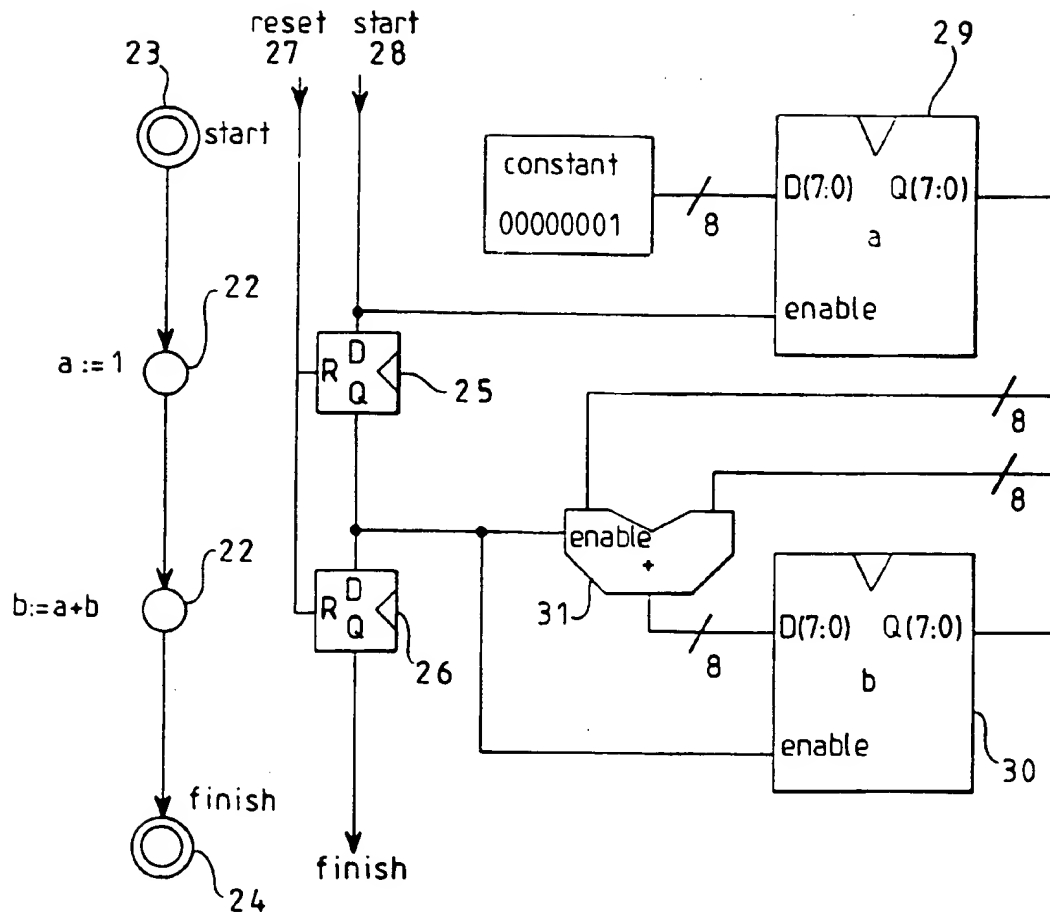 reset start
27 28
23
start
29
constant
00000001
8
D(7:0) Q(7:0)
a
enable
22
a := 1
D
R
Q
25
8
8
enable
+
31
22
b:=a+b
D
R
Q
26
8
D(7:0) Q(7:0)
b
enable
30
finish
24
finish